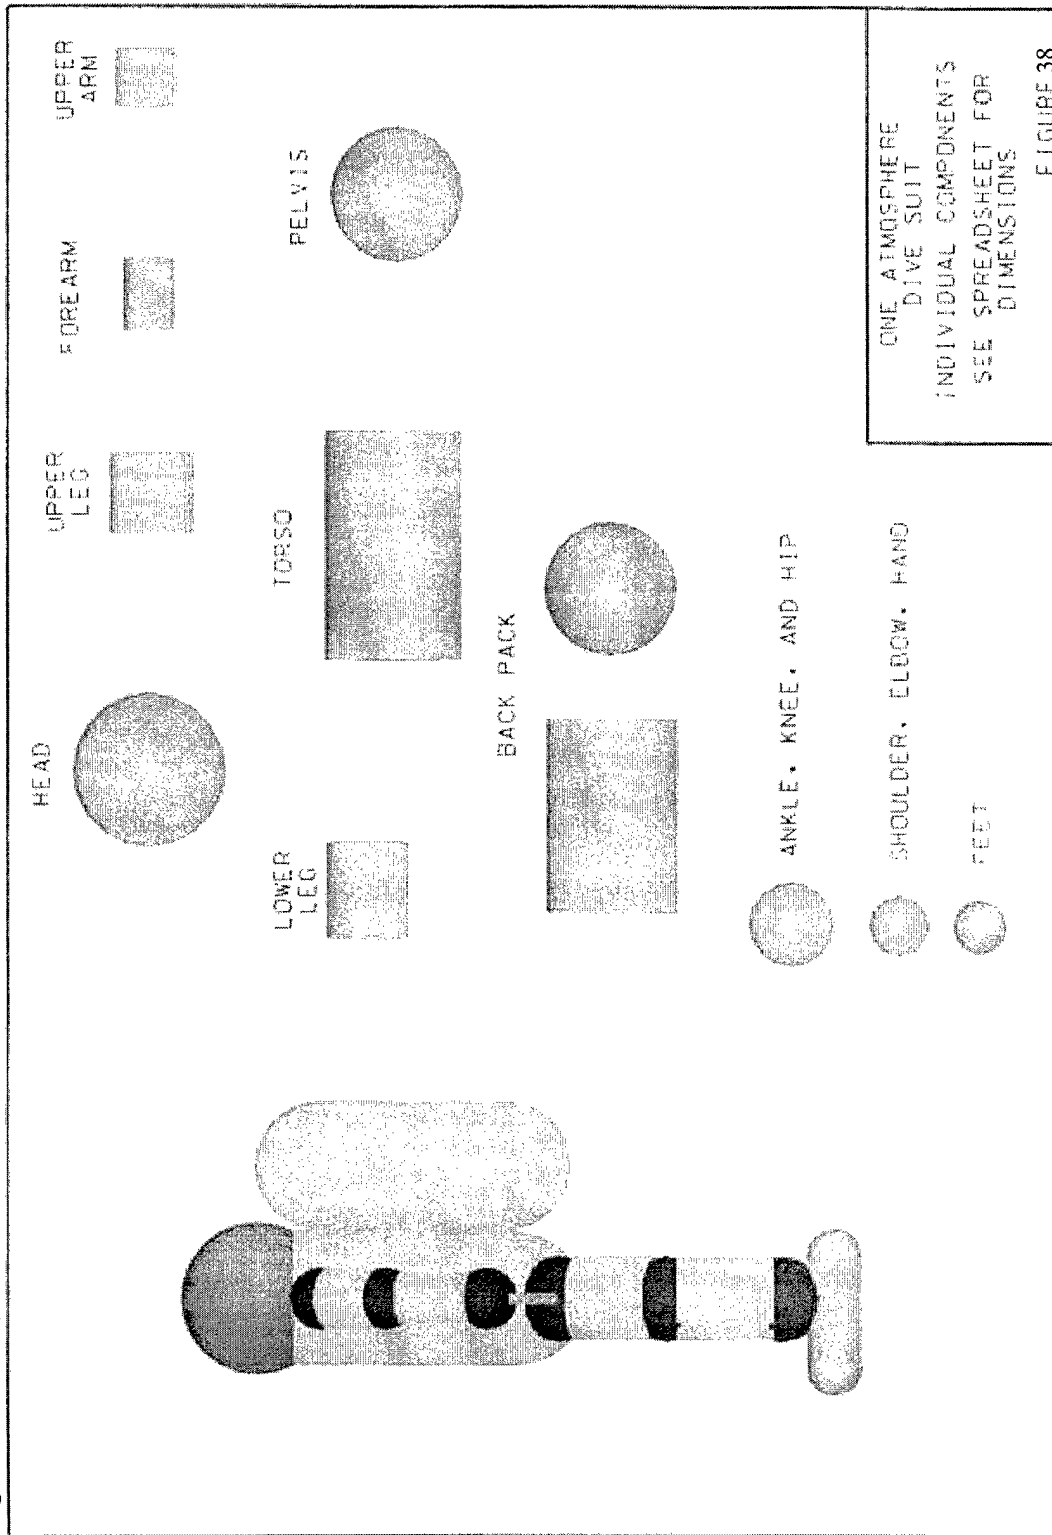 HEAD
UPPER
LEG
FOREARM
UPPER
ARM
LOWER
LEG
TORSO
PELVIS
BACK PACK
ANKLE, KNEE, AND HIP
SHOULDER, ELBOW, HAND
FEET
ONE ATMOSPHERE
DIVE SUIT
INDIVIDUAL COMPONENTS
SEE SPREADSHEET FOR
DIMENSIONS
FIGURE 38